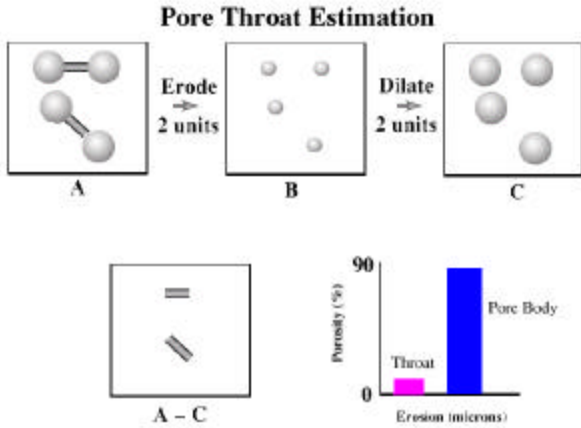 Pore Throat Estimation
Erode
2 units
Dilate
2 units
A
B
C
A – C
90
Porosity (%)
Pore Body
Throat
0
Erosion (microns)